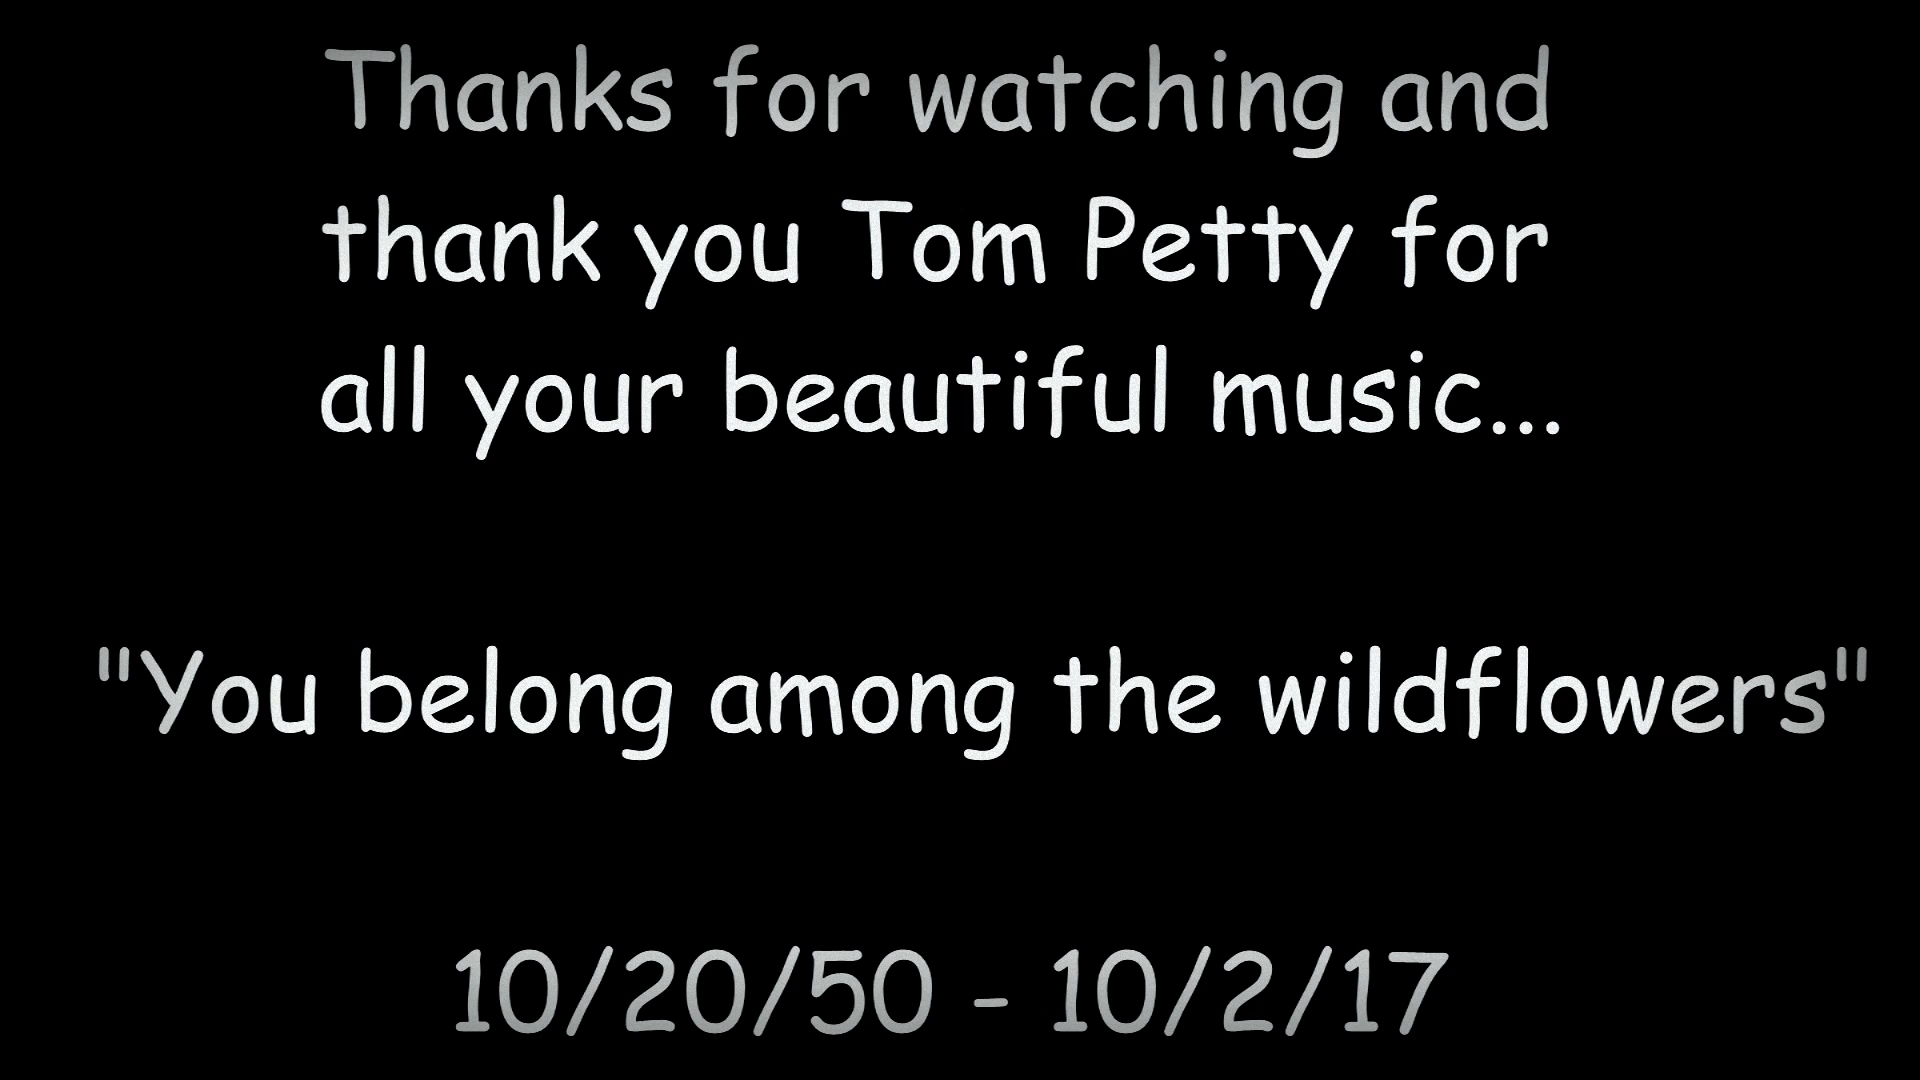 Thanks for watching and
thank you Tom Petty for
all your beautiful music...
"You belong among the wildflowers"
10/20/50 - 10/2/17